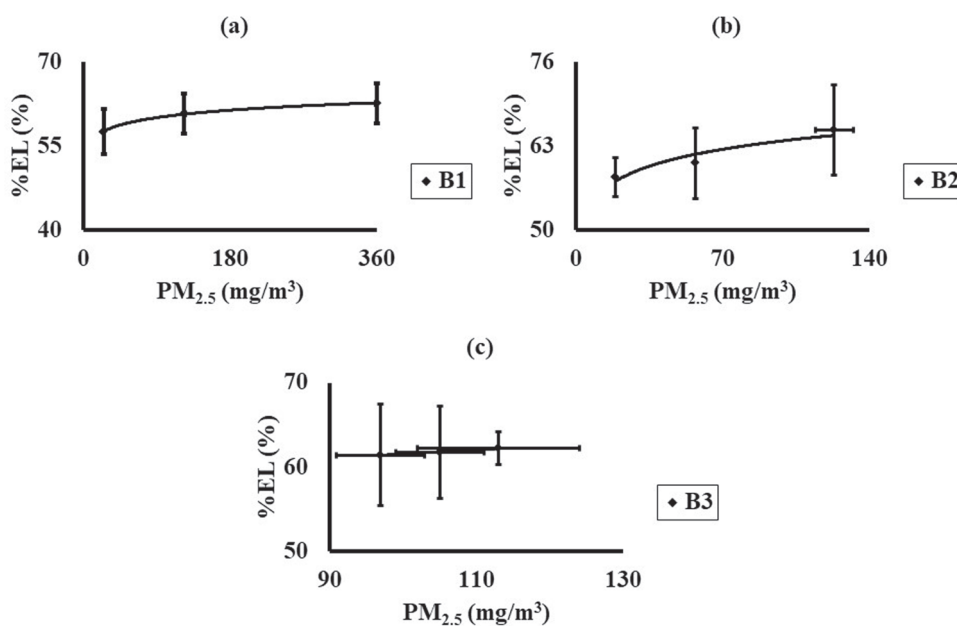 (a)
70
55
40
%EL (%)
0 180 360
PM2.5 (mg/m³)
B1
(b)
76
63
50
%EL (%)
0 70 140
PM2.5 (mg/m³)
B2
(c)
70
60
50
%EL (%)
90 110 130
PM2.5 (mg/m³)
B3